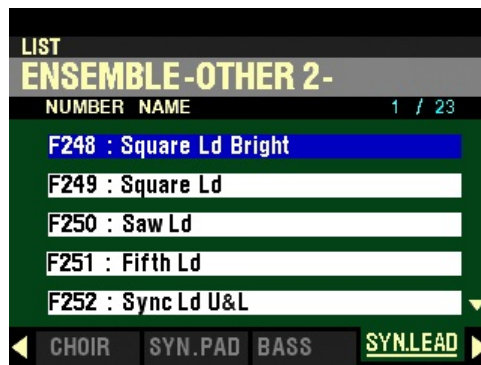 LIST
ENSEMBLE -OTHER 2-
NUMBER NAME 1 / 23
F248 : Square Ld Bright
F249 : Square Ld
F250 : Saw Ld
F251 : Fifth Ld
F252 : Sync Ld U&L
CHOIR SYN.PAD BASS SYN.LEAD